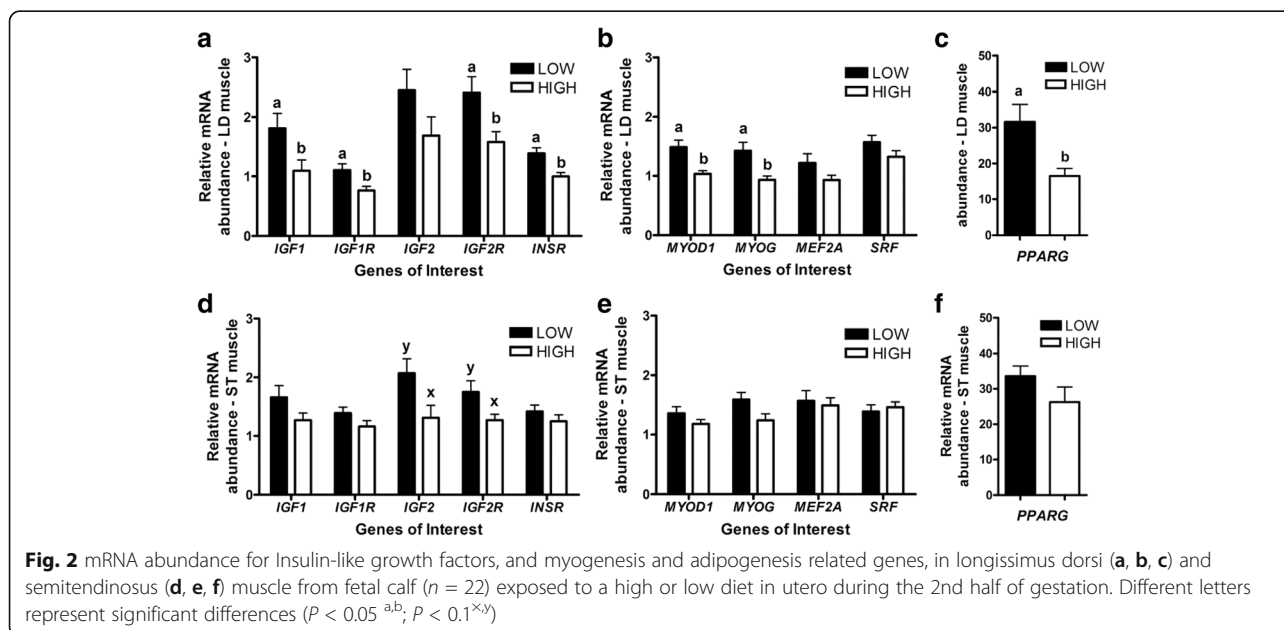 a
Relative mRNA
abundance - LD muscle
3
2
1
0
a
b
a
b
a
b
a
b
LOW
HIGH
IGF1 IGF1R IGF2 IGF2R INSR
Genes of Interest
b
Relative mRNA
abundance - LD muscle
3
2
1
0
a
b
a
b
LOW
HIGH
MYOD1 MYOG MEF2A SRF
Genes of Interest
c
Relative mRNA
abundance - LD muscle
50
40
30
20
10
0
a
b
LOW
HIGH
PPARG
d
Relative mRNA
abundance - ST muscle
3
2
1
0
y
x
y
x
LOW
HIGH
IGF1 IGF1R IGF2 IGF2R INSR
Genes of Interest
e
Relative mRNA
abundance - ST muscle
3
2
1
0
LOW
HIGH
MYOD1 MYOG MEF2A SRF
Genes of Interest
f
Relative mRNA
abundance - ST muscle
50
40
30
20
10
0
LOW
HIGH
PPARG
Fig. 2 mRNA abundance for Insulin-like growth factors, and myogenesis and adipogenesis related genes, in longissimus dorsi (a, b, c) and
semitendinosus (d, e, f) muscle from fetal calf (n = 22) exposed to a high or low diet in utero during the 2nd half of gestation. Different letters
represent significant differences (P < 0.05 a,b; P < 0.1x,y)